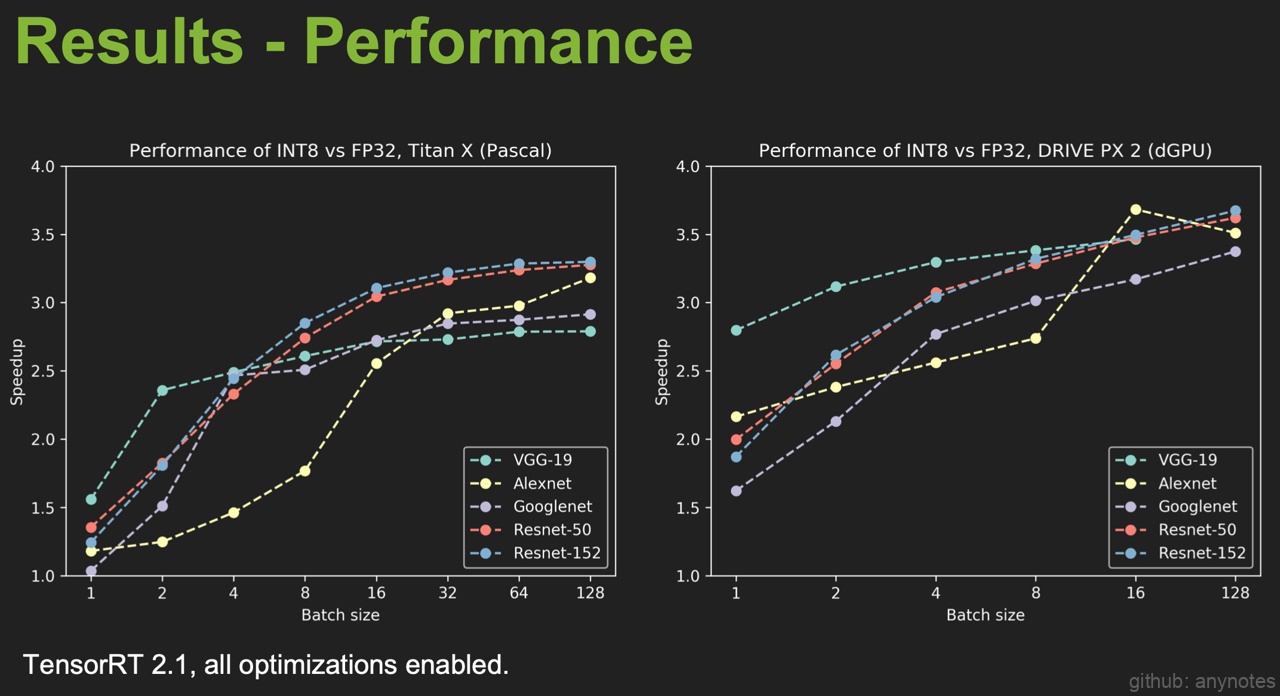 Results - Performance
Performance of INT8 vs FP32, Titan X (Pascal)
4.0
3.5
3.0
2.5
2.0
1.5
1.0
Speedup
1 2 4 8 16 32 64 128
Batch size
VGG-19
Alexnet
Googlenet
Resnet-50
Resnet-152
Performance of INT8 vs FP32, DRIVE PX 2 (dGPU)
4.0
3.5
3.0
2.5
2.0
1.5
1.0
Speedup
1 2 4 8 16 128
Batch size
VGG-19
Alexnet
Googlenet
Resnet-50
Resnet-152
TensorRT 2.1, all optimizations enabled.
github: anynotes